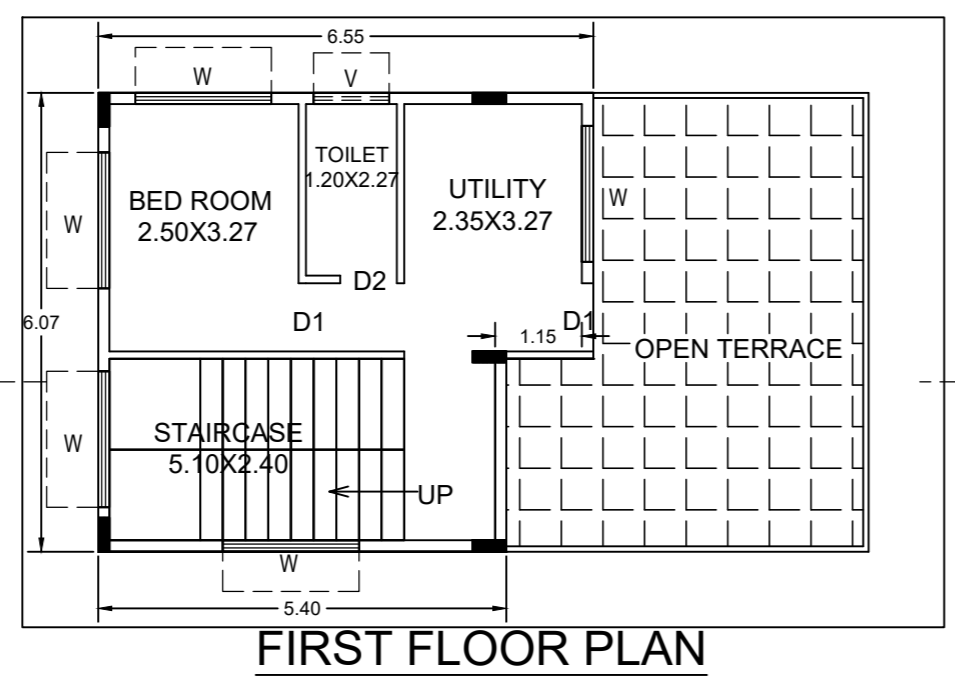 6.55
W
V
TOILET
1.20X2.27
BED ROOM
2.50X3.27
UTILITY
2.35X3.27
W
W
D2
6.07
D1
1.15
D1
OPEN TERRACE
STAIRCASE
5.10X2.40
W
UP
W
5.40
FIRST FLOOR PLAN